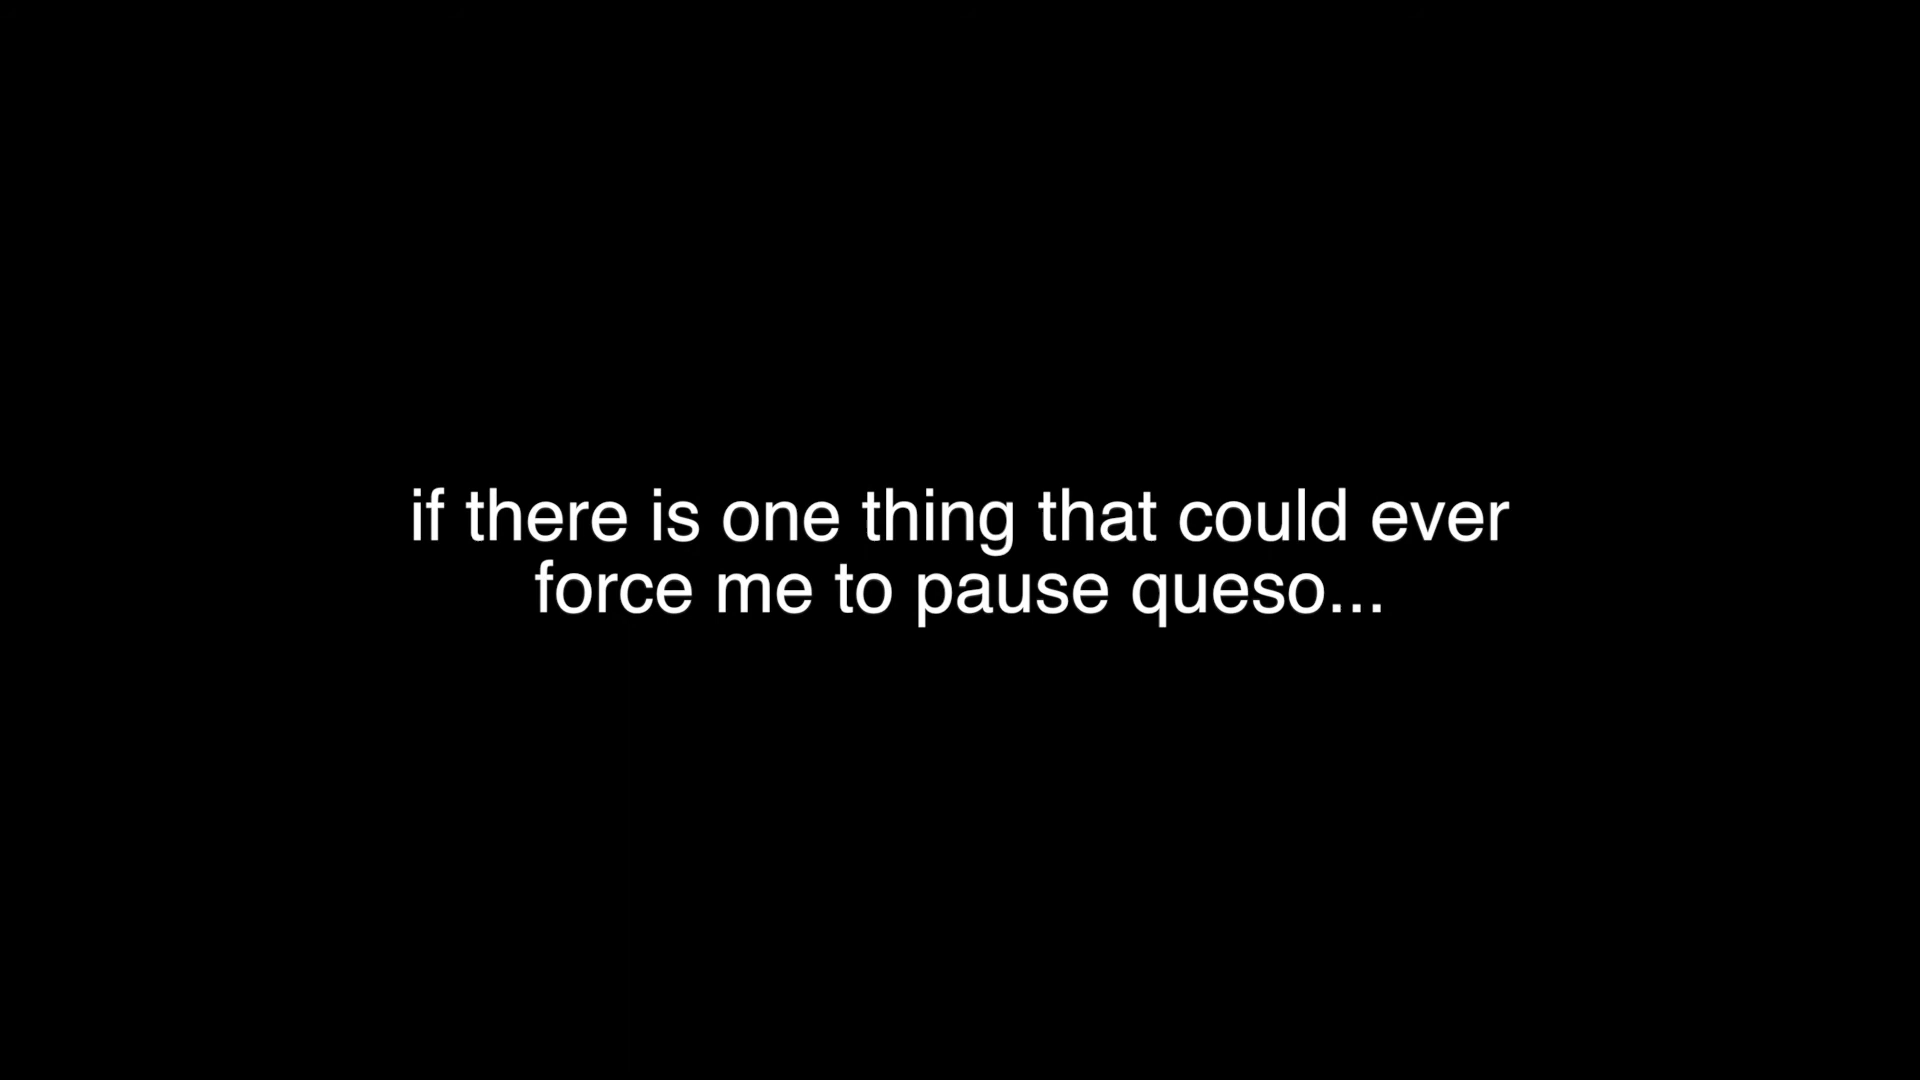 if there is one thing that could ever
force me to pause queso...